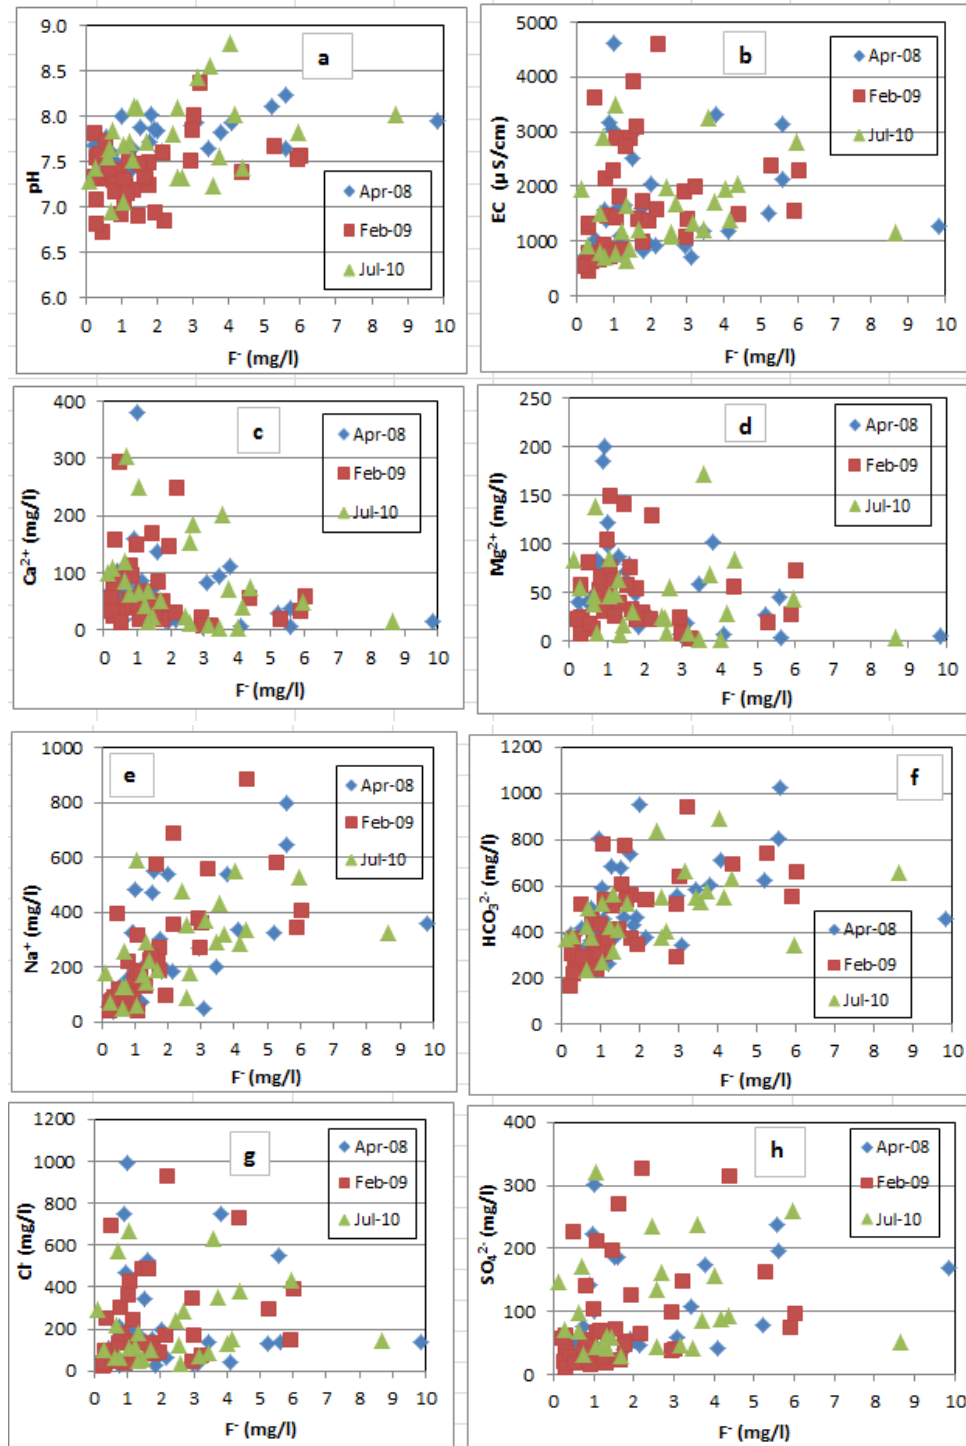 a
pH
9.0
8.5
8.0
7.5
7.0
6.5
6.0
0 1 2 3 4 5 6 7 8 9 10
F⁻ (mg/l)
Apr-08
Feb-09
Jul-10
b
EC (µ S/cm)
5000
4000
3000
2000
1000
0
0 1 2 3 4 5 6 7 8 9 10
F⁻ (mg/l)
Apr-08
Feb-09
Jul-10
c
Ca²⁺ (mg/l)
400
300
200
100
0
0 1 2 3 4 5 6 7 8 9 10
F⁻ (mg/l)
Apr-08
Feb-09
Jul-10
d
Mg²⁺ (mg/l)
250
200
150
100
50
0
0 1 2 3 4 5 6 7 8 9 10
F⁻ (mg/l)
Apr-08
Feb-09
Jul-10
e
Na⁺ (mg/l)
1000
800
600
400
200
0
0 1 2 3 4 5 6 7 8 9 10
F⁻ (mg/l)
Apr-08
Feb-09
Jul-10
f
HCO₃²⁻ (mg/l)
1200
1000
800
600
400
200
0
0 1 2 3 4 5 6 7 8 9 10
F⁻ (mg/l)
Apr-08
Feb-09
Jul-10
g
Cl⁻ (mg/l)
1200
1000
800
600
400
200
0
0 1 2 3 4 5 6 7 8 9 10
F⁻ (mg/l)
Apr-08
Feb-09
Jul-10
h
SO₄²⁻ (mg/l)
400
300
200
100
0
0 1 2 3 4 5 6 7 8 9 10
F⁻ (mg/l)
Apr-08
Feb-09
Jul-10